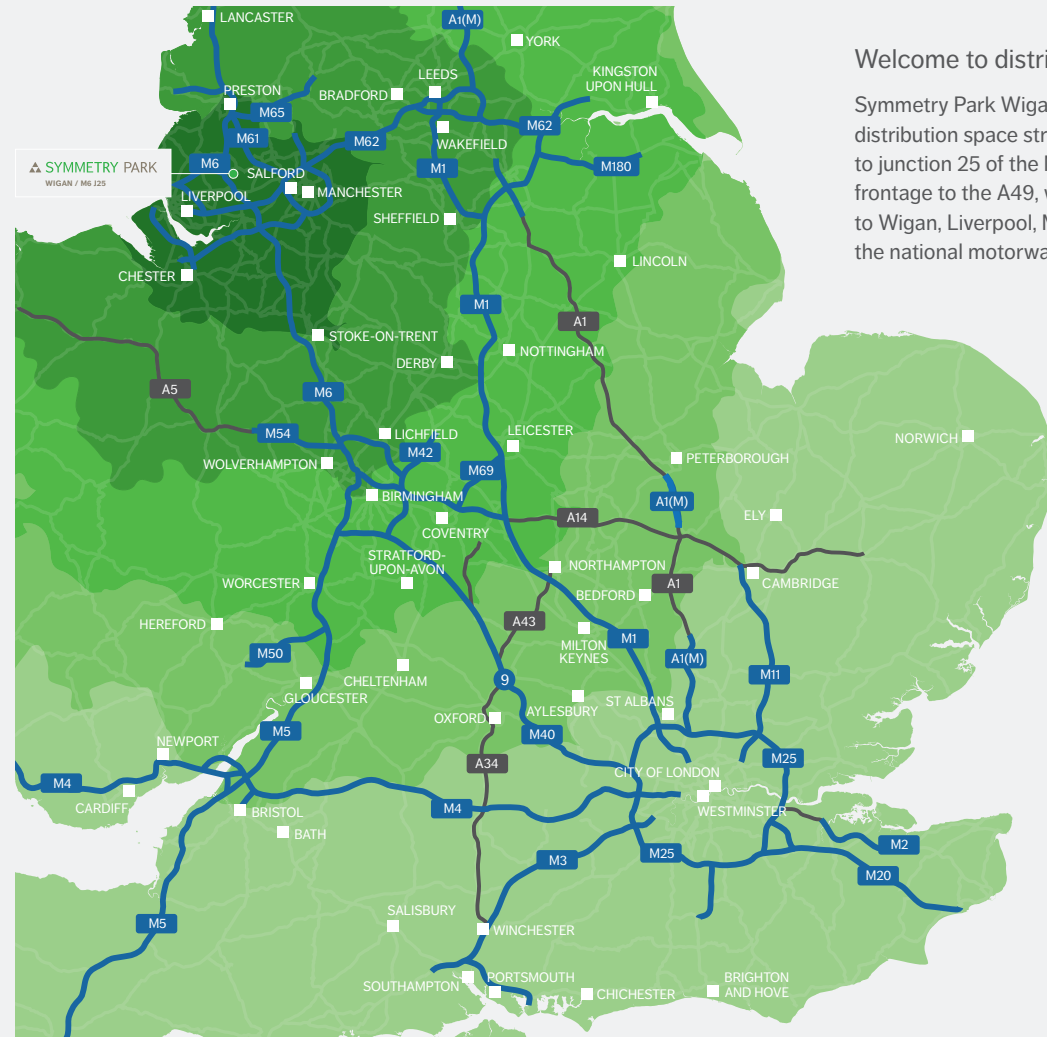 LANCASTER
A1(M)
YORK
LEEDS
KINGSTON
UPON HULL
BRADFORD
PRESTON
M65
M61
M62
WAKEFIELD
M62
M6
M1
M180
SYMMETRY PARK
WIGAN / M6 J25
SALFORD
MANCHESTER
LIVERPOOL
SHEFFIELD
LINCOLN
CHESTER
M1
A1
STOKE-ON-TRENT
NOTTINGHAM
DERBY
A5
M6
M54
LICHFIELD
LEICESTER
NORWICH
M42
WOLVERHAMPTON
M69
PETERBOROUGH
BIRMINGHAM
A1(M)
A14
ELY
COVENTRY
STRATFORD-
UPON-AVON
NORTHAMPTON
WORCESTER
BEDFORD
A1
CAMBRIDGE
HEREFORD
A43
MILTON
KEYNES
M1
M50
A1(M)
M11
CHELTENHAM
9
GLOUCESTER
AYLESBURY
ST ALBANS
OXFORD
M5
M40
NEWPORT
A34
M25
CITY OF LONDON
M4
CARDIFF
BRISTOL
M4
WESTMINSTER
BATH
M3
M25
M2
M20
SALISBURY
M5
WINCHESTER
PORTSMOUTH
SOUTHAMPTON
CHICHESTER
BRIGHTON
AND HOVE
Welcome to distri
Symmetry Park Wiga
distribution space str
to junction 25 of the
frontage to the A49,
to Wigan, Liverpool,
the national motorwa